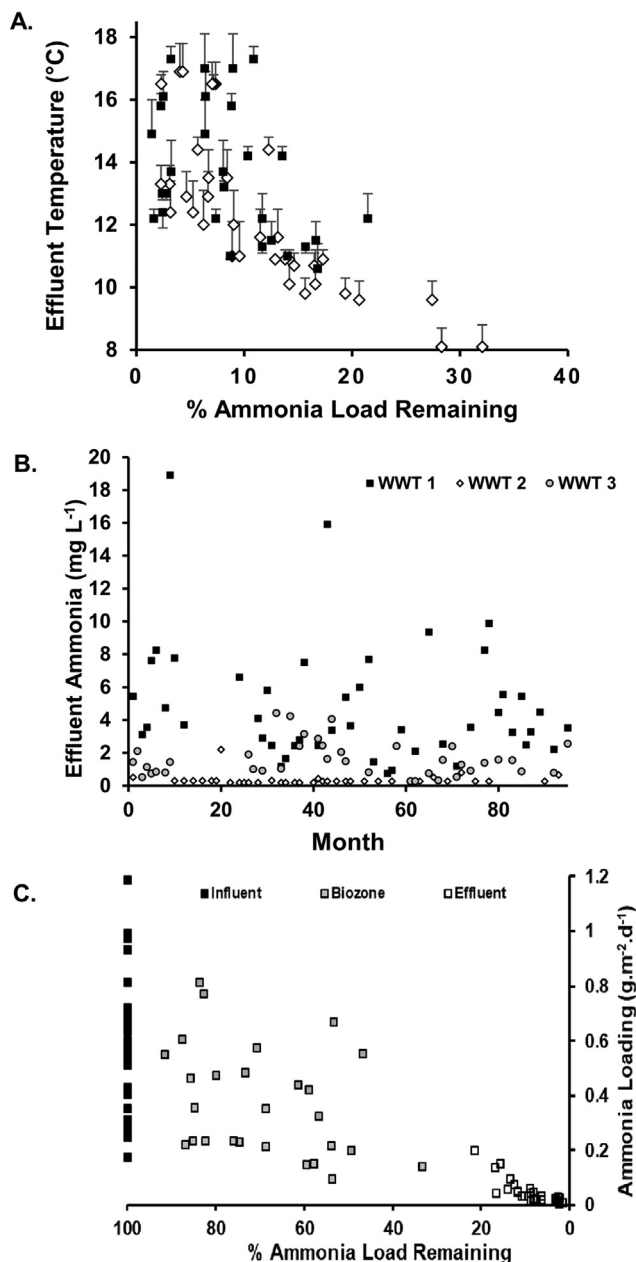 A.
Effluent Temperature (°C)
18
16
14
12
10
8
0 10 20 30 40
% Ammonia Load Remaining
B.
Effluent Ammonia (mg L-1)
20
18
16
14
12
10
8
6
4
2
0
WWT 1 WWT 2 WWT 3
0 20 40 60 80
Month
C.
Influent Biozone Effluent
1.2
1
0.8
0.6
0.4
0.2
0
Ammonia Loading (g.m-2.d-1)
100 80 60 40 20 0
% Ammonia Load Remaining